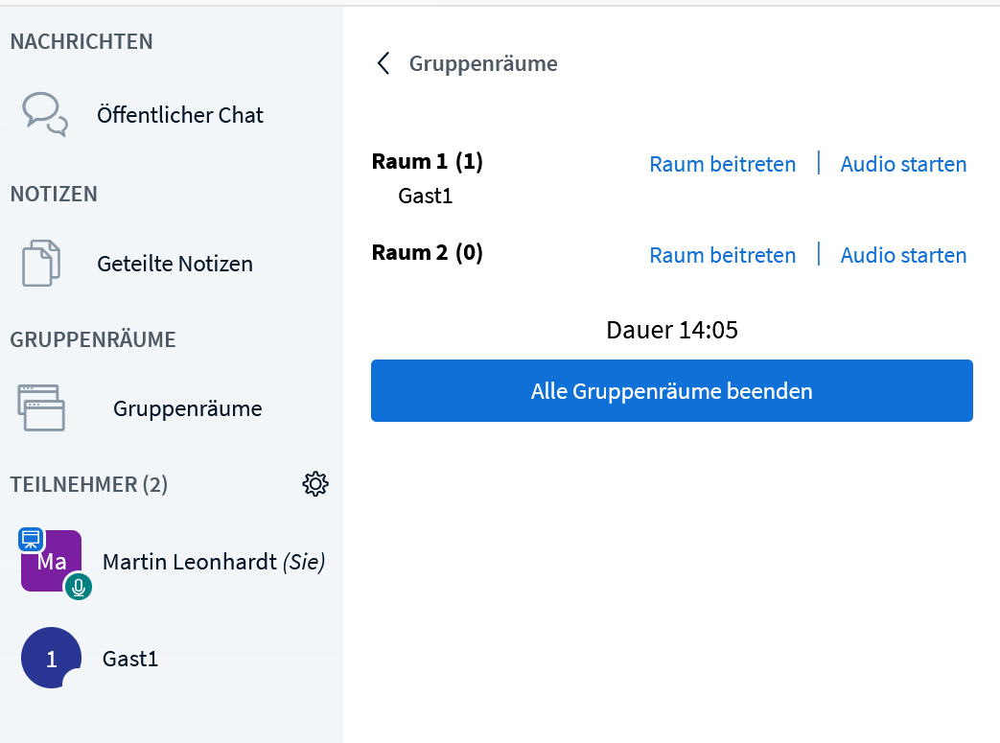 NACHRICHTEN
Öffentlicher Chat
NOTIZEN
Geteilte Notizen
GRUPPENRÄUME
Gruppenräume
TEILNEHMER (2)
Ma
Martin Leonhardt (Sie)
1
Gast1
Gruppenräume
Raum 1 (1) Raum beitreten | Audio starten
Gast1
Raum 2 (0) Raum beitreten | Audio starten
Dauer 14:05
Alle Gruppenräume beenden